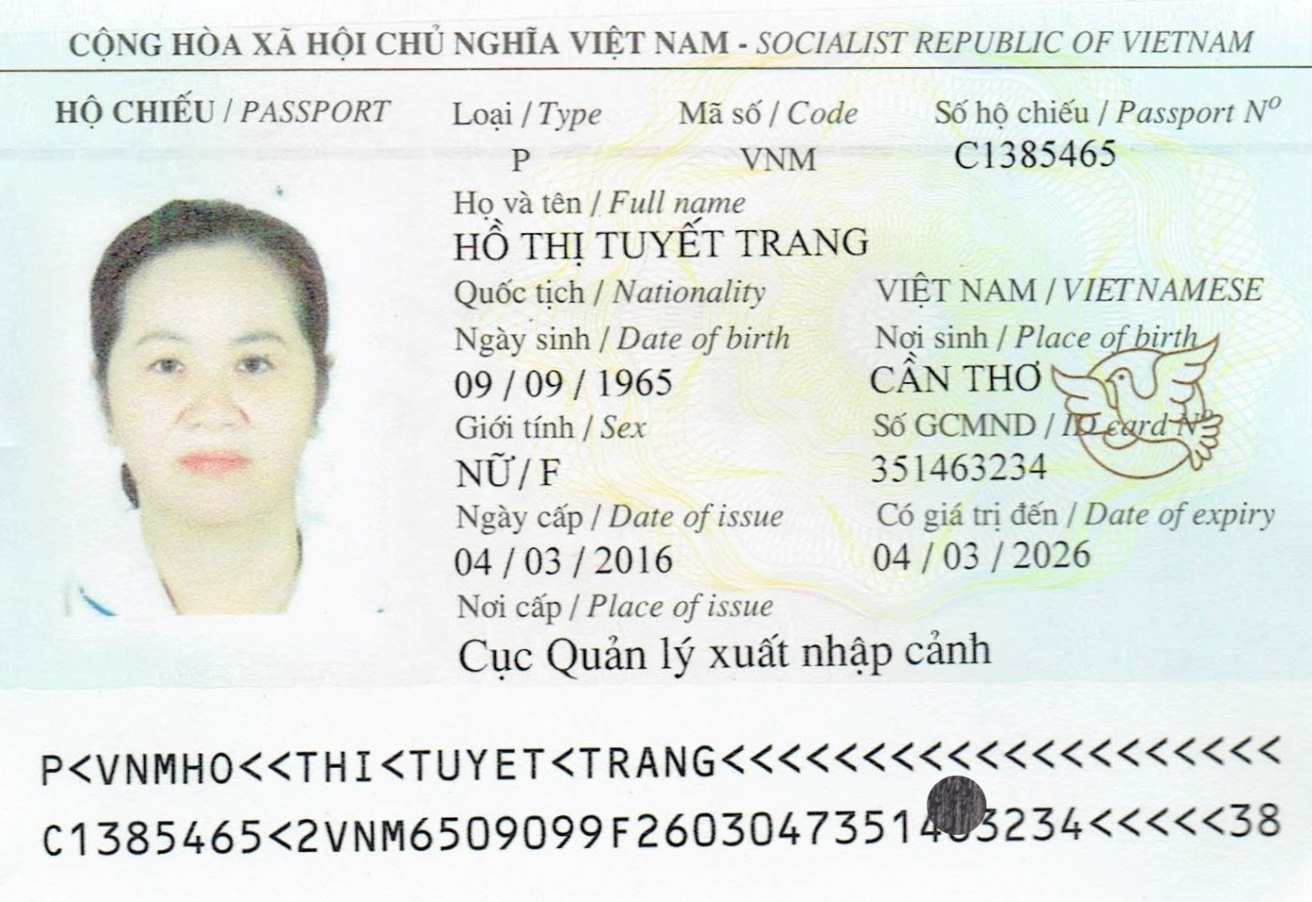 CỘNG HÒA XÃ HỘI CHỦ NGHĨA VIỆT NAM - SOCIALIST REPUBLIC OF VIETNAM
HỘ CHIẾU / PASSPORT
Loại / Type Mã số / Code Số hộ chiếu / Passport Nº
P VNM C1385465
Họ và tên / Full name
HỒ THỊ TUYẾT TRANG
Quốc tịch / Nationality VIỆT NAM / VIETNAMESE
Ngày sinh / Date of birth Nơi sinh / Place of birth
09 / 09 / 1965 CẦN THƠ
Giới tính / Sex Số GCMND / ID card Nº
NỮ / F 351463234
Ngày cấp / Date of issue Có giá trị đến / Date of expiry
04 / 03 / 2016 04 / 03 / 2026
Nơi cấp / Place of issue
Cục Quản lý xuất nhập cảnh
P<VNMHO<<THI<TUYET<TRANG<<<<<<<<<<<<<<<<<<<<